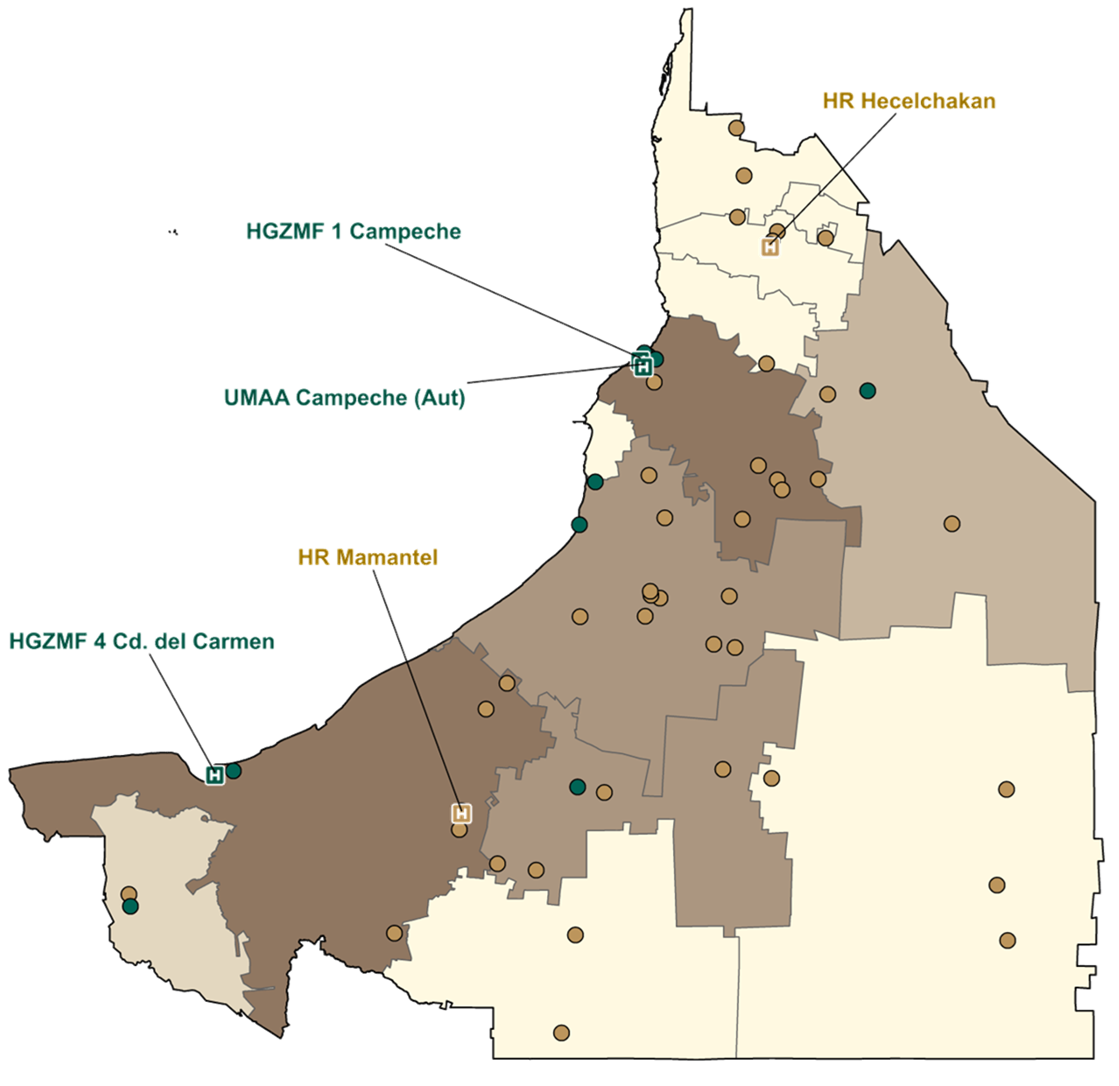 HR Hecelchakan
HGZMF 1 Campeche
UMAA Campeche (Aut)
HR Mamantel
HGZMF 4 Cd. del Carmen
H
H
H
H